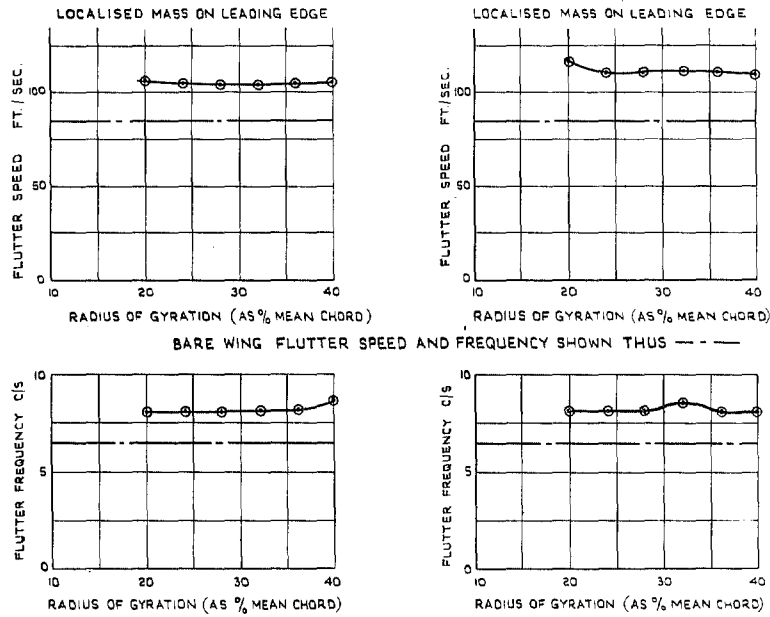 LOCALISED MASS ON LEADING EDGE
FLUTTER SPEED FT./SEC.
100
50
0
10 20 30 40
RADIUS OF GYRATION (AS % MEAN CHORD)
LOCALISED MASS ON LEADING EDGE
FLUTTER SPEED FT./SEC.
100
50
0
10 20 30 40
RADIUS OF GYRATION (AS % MEAN CHORD)
BARE WING FLUTTER SPEED AND FREQUENCY SHOWN THUS
FLUTTER FREQUENCY C/S
10
5
0
10 20 30 40
RADIUS OF GYRATION (AS % MEAN CHORD)
FLUTTER FREQUENCY C/S
10
5
0
10 20 30 40
RADIUS OF GYRATION (AS % MEAN CHORD)